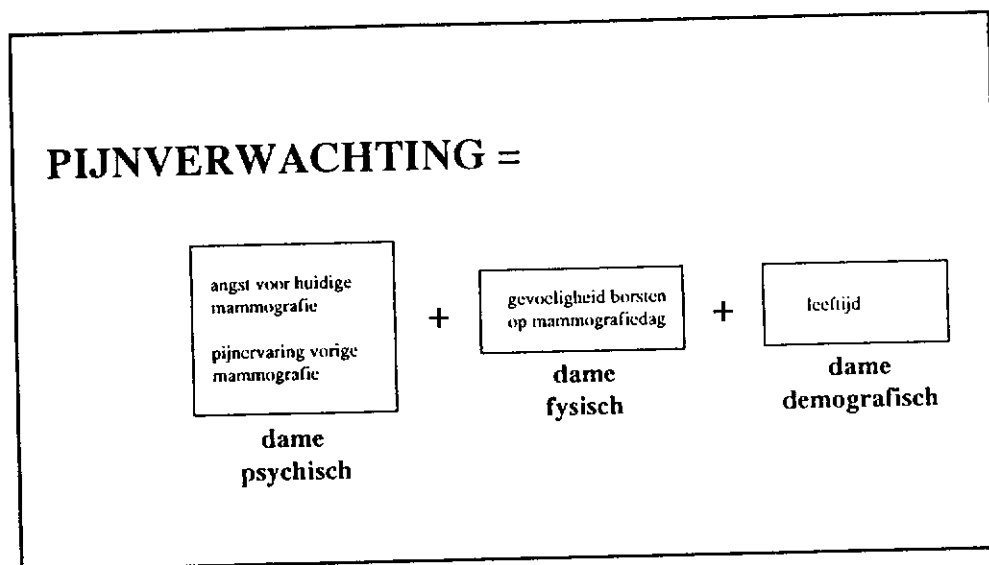 PIJNVERWACHTING =
angst voor huidige
mammografie
pijnervaring vorige
mammografie
+
gevoeligheid borsten
op mammografiedag
+
leeftijd
dame
psychisch
dame
fysisch
dame
demografisch